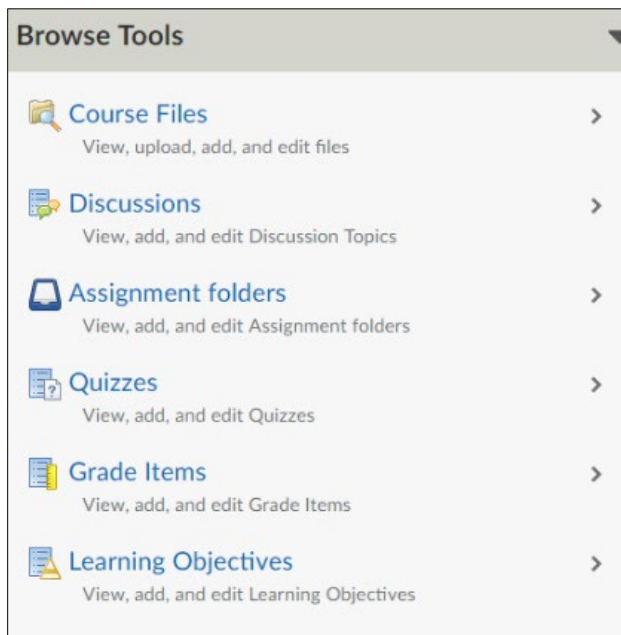 Browse Tools
Course Files
View, upload, add, and edit files
Discussions
View, add, and edit Discussion Topics
Assignment folders
View, add, and edit Assignment folders
Quizzes
View, add, and edit Quizzes
Grade Items
View, add, and edit Grade Items
Learning Objectives
View, add, and edit Learning Objectives